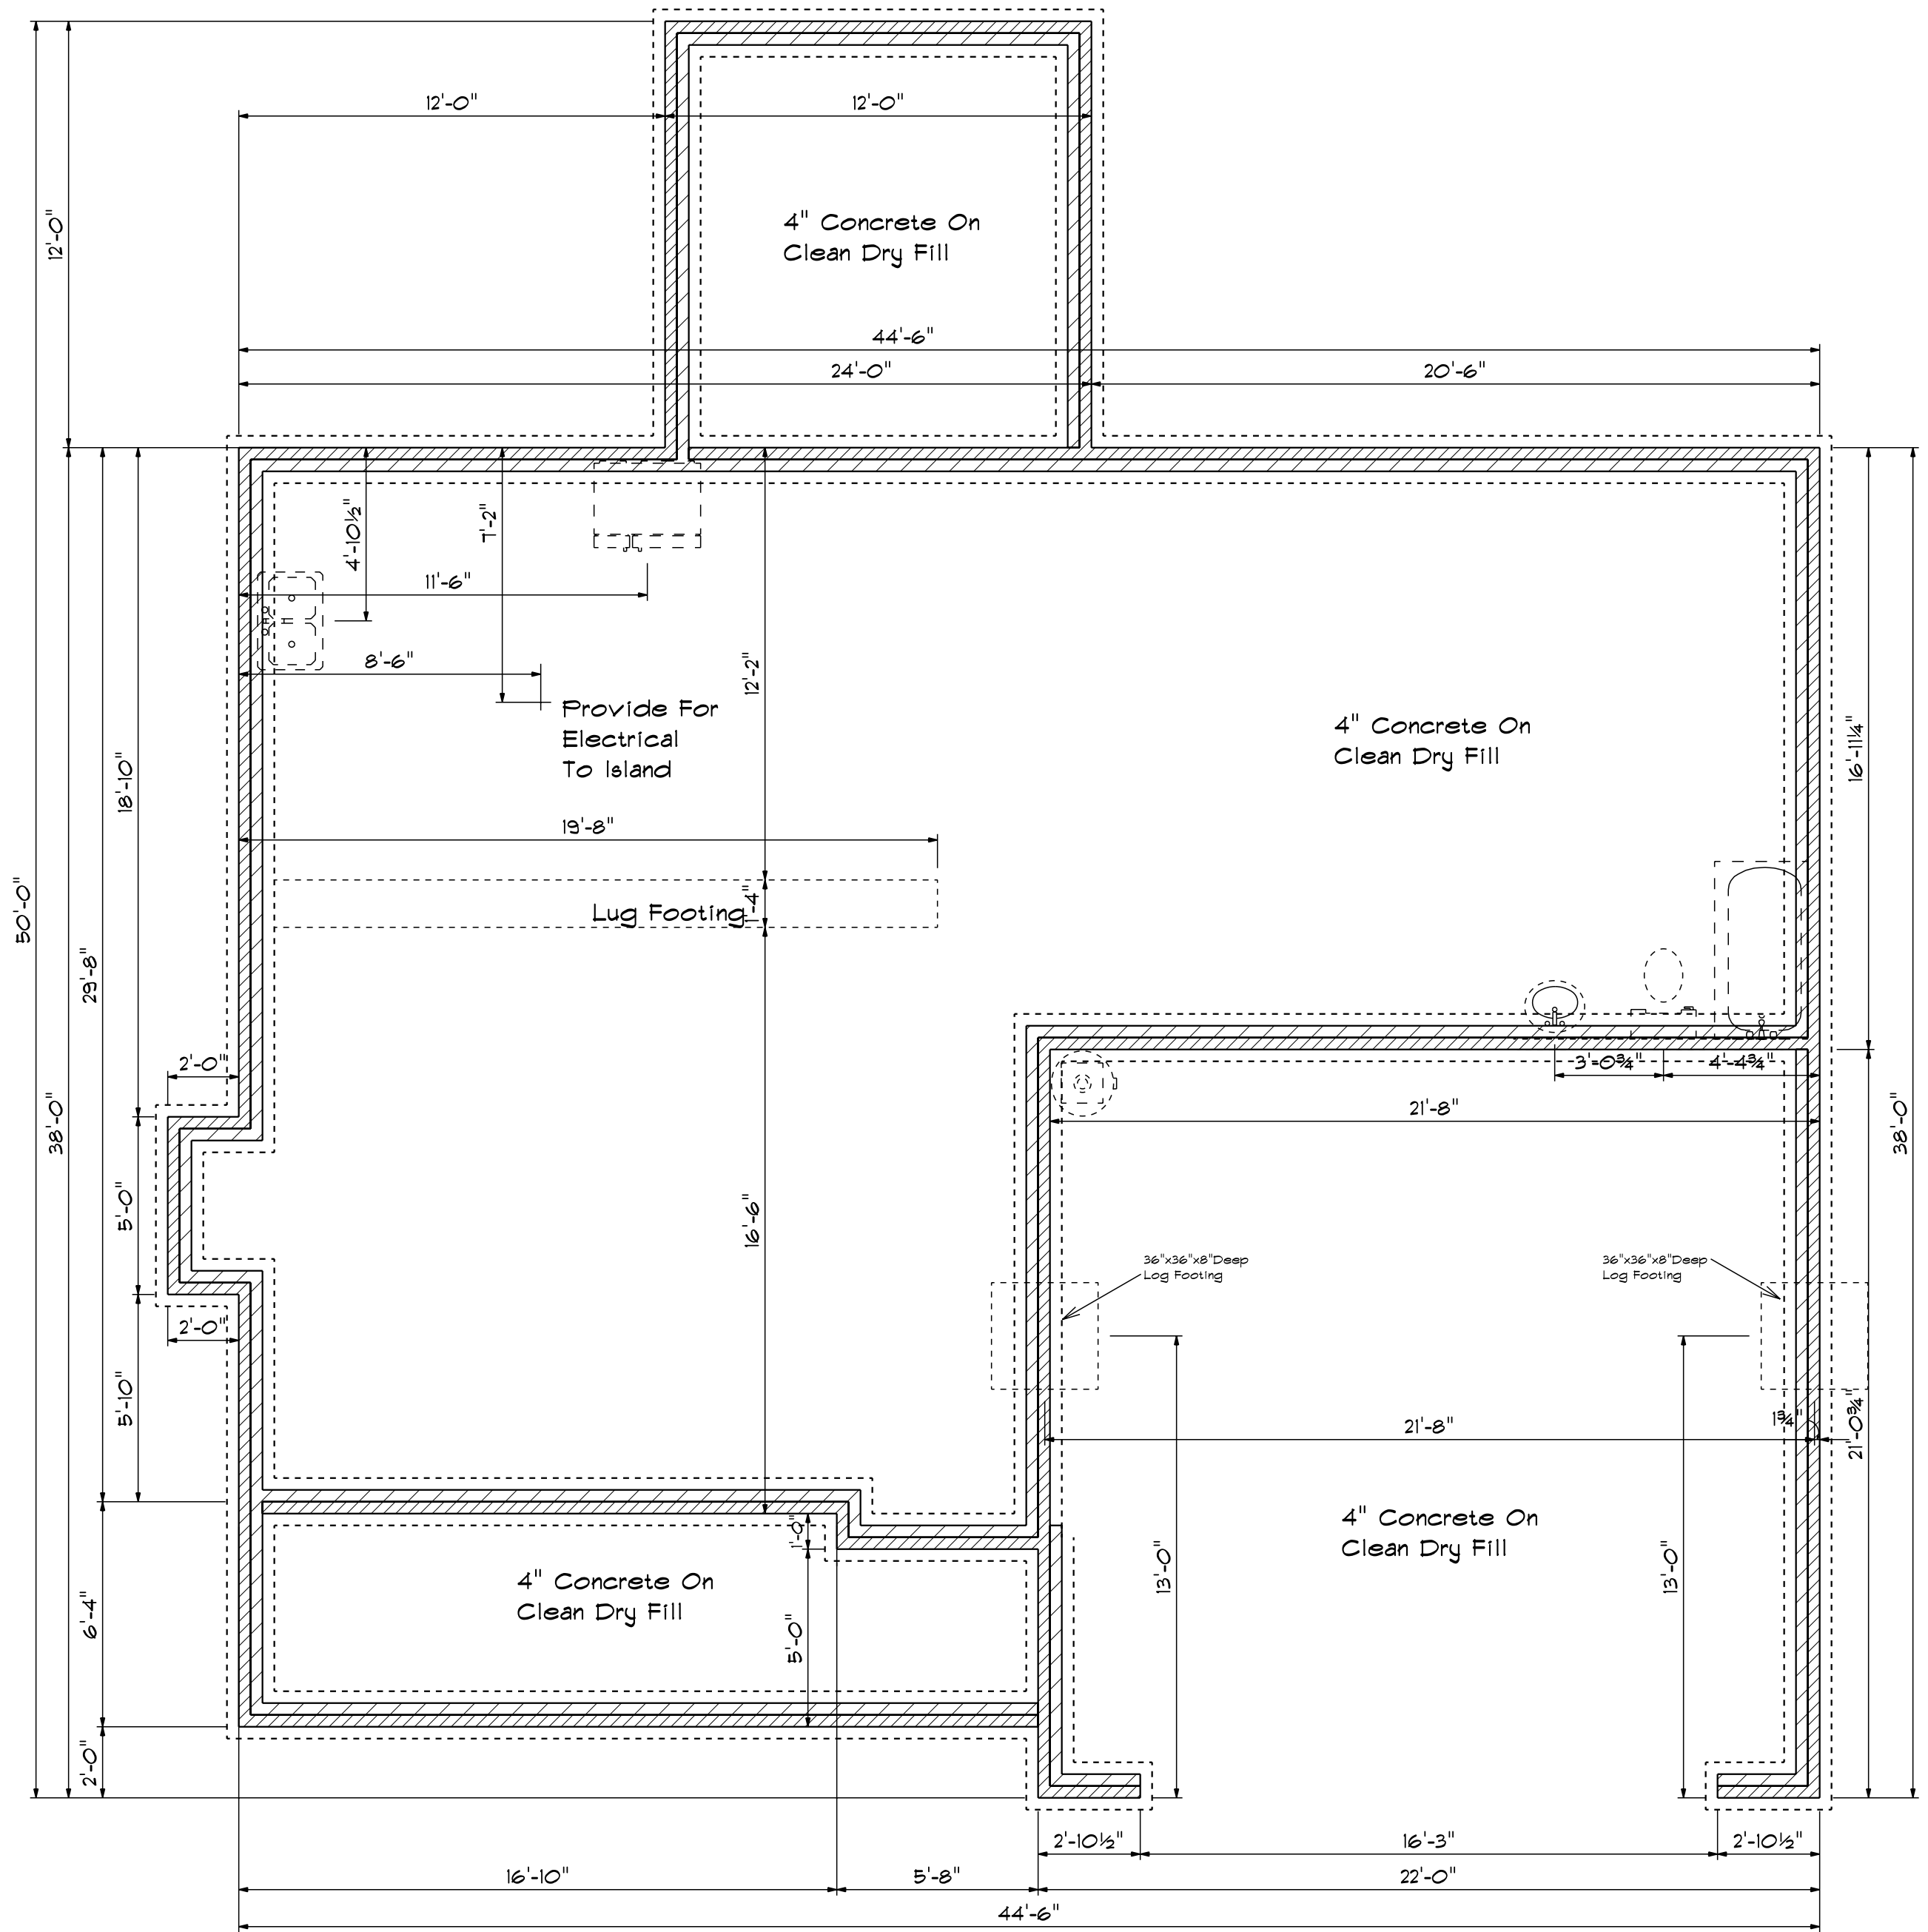 12'-0"
12'-0"
12'-0"
4" Concrete On
Clean Dry Fill
44'-6"
24'-0"
20'-6"
4'-10½"
7'-2"
11'-6"
8'-6"
12'-2"
Provide For
Electrical
To Island
4" Concrete On
Clean Dry Fill
16'-11¼"
18'-10"
19'-8"
50'-0"
29'-8"
Lug Footing
1'-4"
38'-0"
2'-0"
3'-0¾"
4'-4¾"
21'-8"
38'-0"
5'-0"
16'-6"
36"x36"x8"Deep
Log Footing
36"x36"x8"Deep
Log Footing
2'-0"
5'-10"
21'-8"
1¾"
21'-0¾"
4" Concrete On
Clean Dry Fill
1'-0"
13'-0"
13'-0"
4" Concrete On
Clean Dry Fill
6'-4"
5'-0"
2'-0"
2'-10½"
16'-3"
2'-10½"
16'-10"
5'-8"
22'-0"
44'-6"